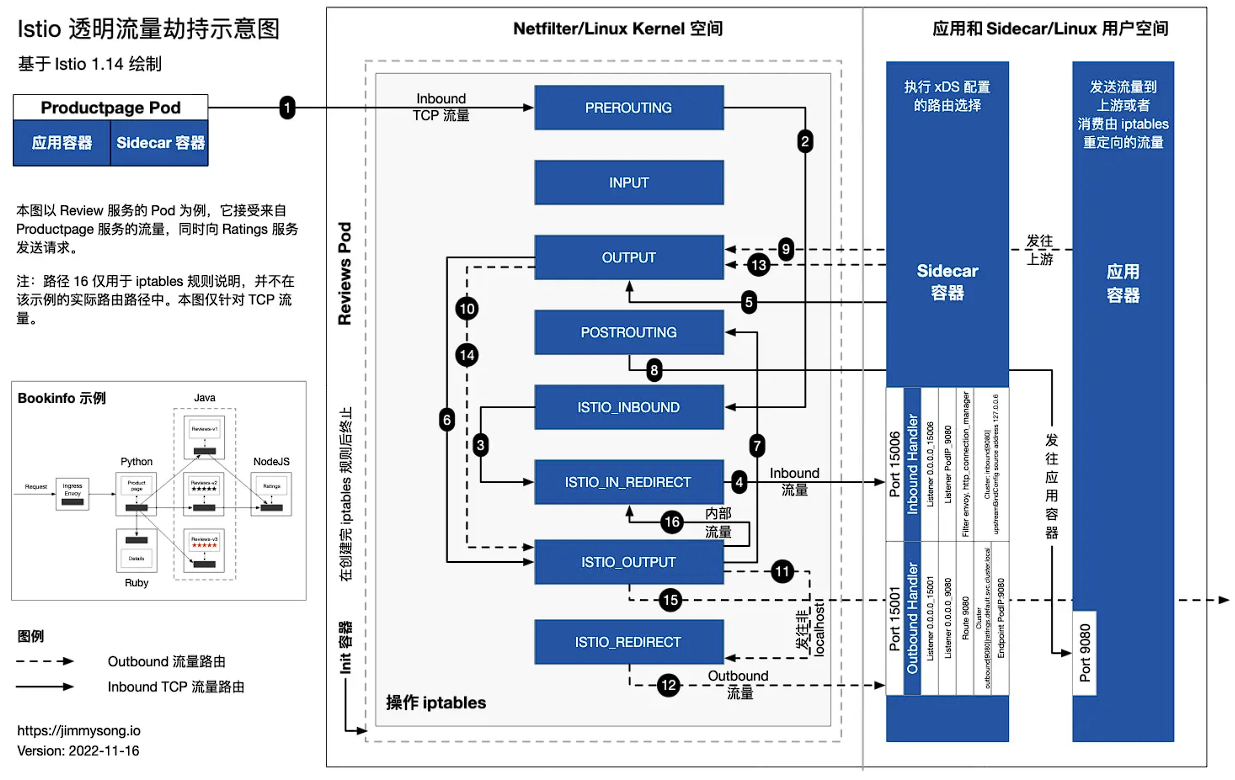 Istio 透明流量劫持示意图
基于 Istio 1.14 绘制
Productpage Pod
应用容器
Sidecar 容器
本图以 Review 服务的 Pod 为例，它接受来自
Productpage 服务的流量，同时向 Ratings 服务
发送请求。
注：路径 16 仅用于 iptables 规则说明，并不在
该示例的实际路由路径中。本图仅针对 TCP 流
量。
Bookinfo 示例
Java
Reviews-v1
Python
NodeJS
Request
Ingress
Envoy
Product
page
Reviews-v2
★★★★★
Ratings
Reviews-v3
★★★★★
Details
Ruby
图例
Outbound 流量路由
Inbound TCP 流量路由
https://jimmysong.io
Version: 2022-11-16
Netfilter/Linux Kernel 空间
应用和 Sidecar/Linux 用户空间
Reviews Pod
在创建完 iptables 规则后终止
Init 容器
操作 iptables
1
Inbound
TCP 流量
PREROUTING
2
INPUT
OUTPUT
9
13
5
10
POSTROUTING
14
8
ISTIO_INBOUND
6
3
7
ISTIO_IN_REDIRECT
4
Inbound
流量
16
内部
流量
ISTIO_OUTPUT
11
15
发往非
localhost
ISTIO_REDIRECT
12
Outbound
流量
执行 xDS 配置
的路由选择
Sidecar
容器
发往
上游
发送流量到
上游或者
消费由 iptables
重定向的流量
应用
容器
Port 15006
Inbound Handler
Listener 0.0.0.0_15006
Listener PodIP_9080
Filter envoy. http_connection_manager
Cluster: inbound|9080||
upstreamBindConfig source address 127.0.0.6
Port 15001
Outbound Handler
Listener 0.0.0.0_15001
Listener 0.0.0.0_9080
Route 9080
Cluster
outbound|9080||ratings.default.svc.cluster.local
Endpoint PodIP:9080
发往应用容器
Port 9080